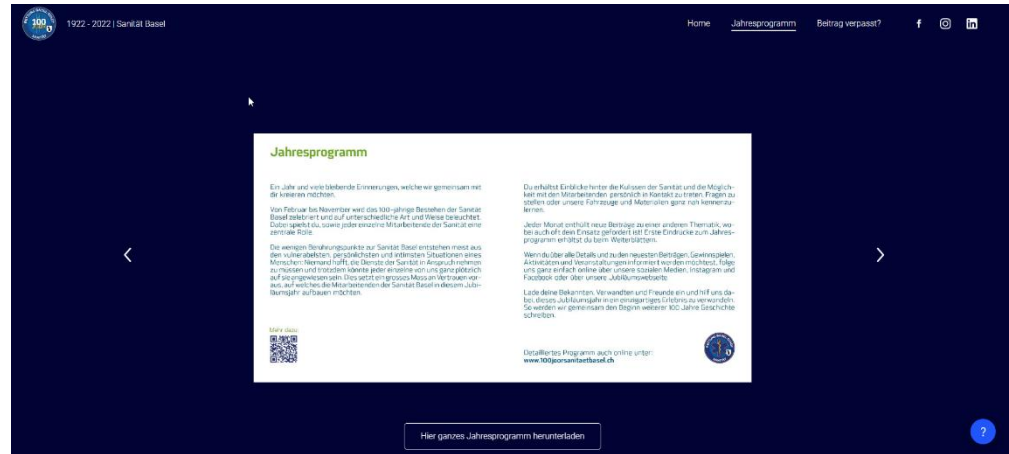 100
1922 - 2022 | Sanität Basel
Home
Jahresprogramm
Beitrag verpasst?
Jahresprogramm
Ein Jahr und viele bleibende Erinnerungen, welche wir gemeinsam mit
dir kreieren möchten.
Von Februar bis November wird das 100-jährige Bestehen der Sanität
Basel zelebriert und auf unterschiedliche Art und Weise beleuchtet.
Dabei spielst du, sowie jeder einzelne Mitarbeitende der Sanität eine
zentrale Rolle.
Die wenigen Berührungspunkte zur Sanität Basel entstehen meist aus
den vulnerabelsten, persönlichsten und intimsten Situationen eines
Menschen: Niemand hofft, die Dienste der Sanität in Anspruch nehmen
zu müssen und trotzdem könnte jeder einzelne von uns ganz plötzlich
auf sie angewiesen sein. Dies setzt ein grosses Mass an Vertrauen vor-
aus, auf welches die Mitarbeitenden der Sanität Basel in diesem Jubi-
läumsjahr aufbauen möchten.
Mehr dazu
Du erhältst Einblicke hinter die Kulissen der Sanität und die Möglich-
keit mit den Mitarbeitenden persönlich in Kontakt zu treten, Fragen zu
stellen oder unsere Fahrzeuge und Materialien ganz nah kennenzu-
lernen.
Jeder Monat enthüllt neue Beiträge zu einer anderen Thematik, wo-
bei auch oft dein Einsatz gefordert ist! Erste Eindrücke zum Jahres-
programm erhältst du beim Weiterblättern.
Wenn du über alle Details und zu den neuesten Beiträgen, Gewinnspielen,
Aktivitäten und Veranstaltungen informiert werden möchtest, folge
uns ganz einfach online über unsere sozialen Medien, Instagram und
Facebook oder über unsere Jubiläumswebseite.
Lade deine Bekannten, Verwandten und Freunde ein und hilf uns da-
bei, dieses Jubiläumsjahr in ein einzigartiges Erlebnis zu verwandeln.
So werden wir gemeinsam den Beginn weiterer 100 Jahre Geschichte
schreiben.
Detailliertes Programm auch online unter:
www.100joorsanitaetbasel.ch
Hier ganzes Jahresprogramm herunterladen
?